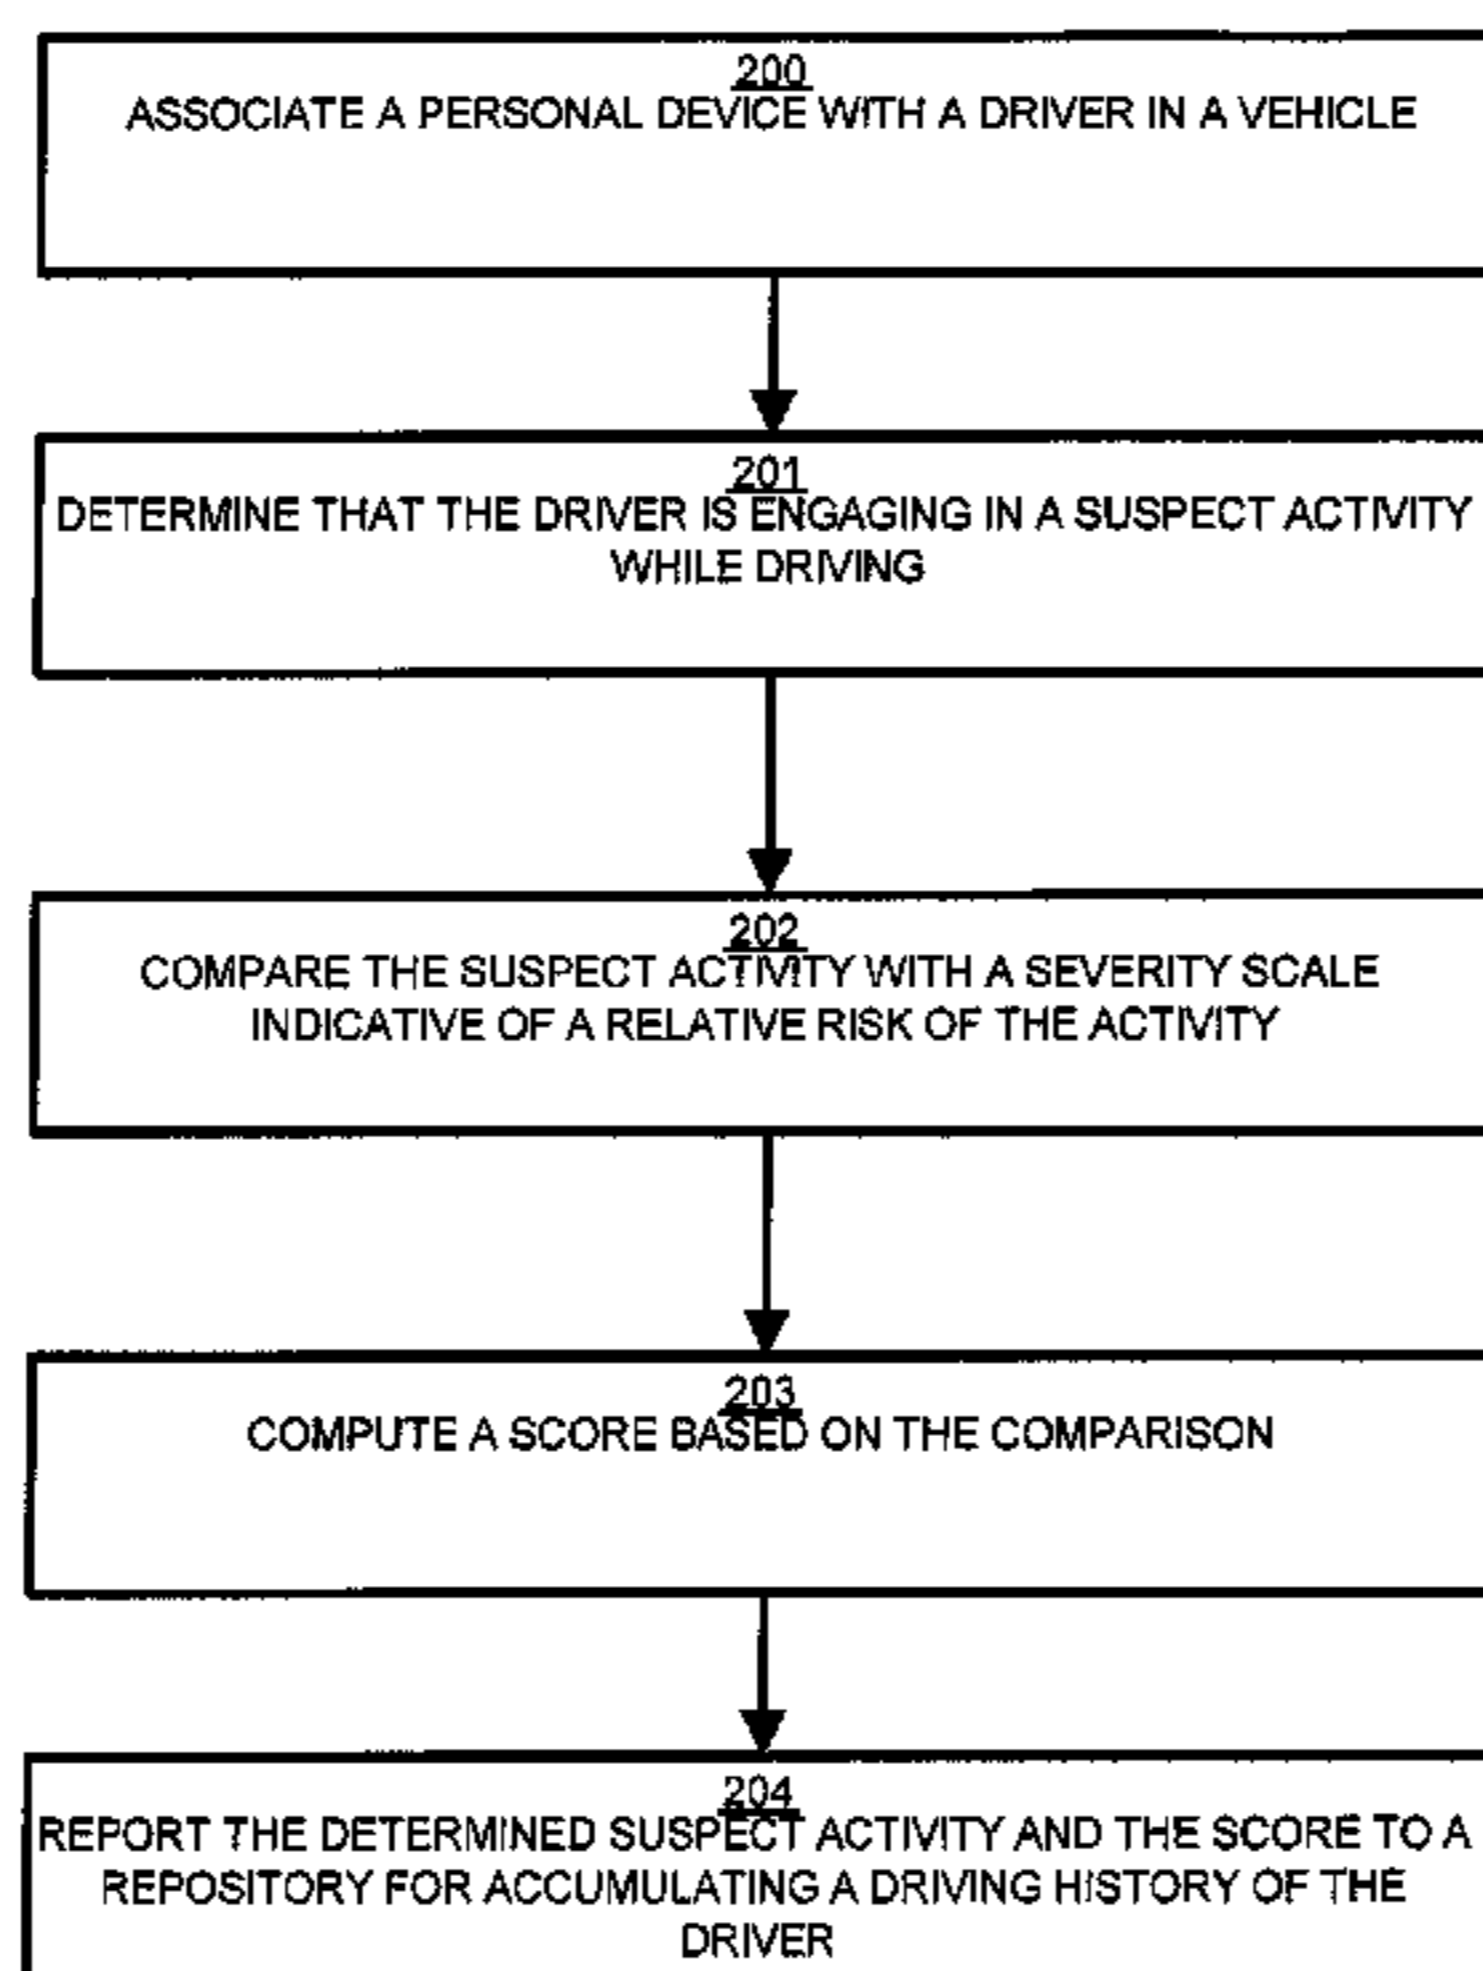 200
ASSOCIATE A PERSONAL DEVICE WITH A DRIVER IN A VEHICLE
201
DETERMINE THAT THE DRIVER IS ENGAGING IN A SUSPECT ACTIVITY
WHILE DRIVING
202
COMPARE THE SUSPECT ACTIVITY WITH A SEVERITY SCALE
INDICATIVE OF A RELATIVE RISK OF THE ACTIVITY
203
COMPUTE A SCORE BASED ON THE COMPARISON
204
REPORT THE DETERMINED SUSPECT ACTIVITY AND THE SCORE TO A
REPOSITORY FOR ACCUMULATING A DRIVING HISTORY OF THE
DRIVER